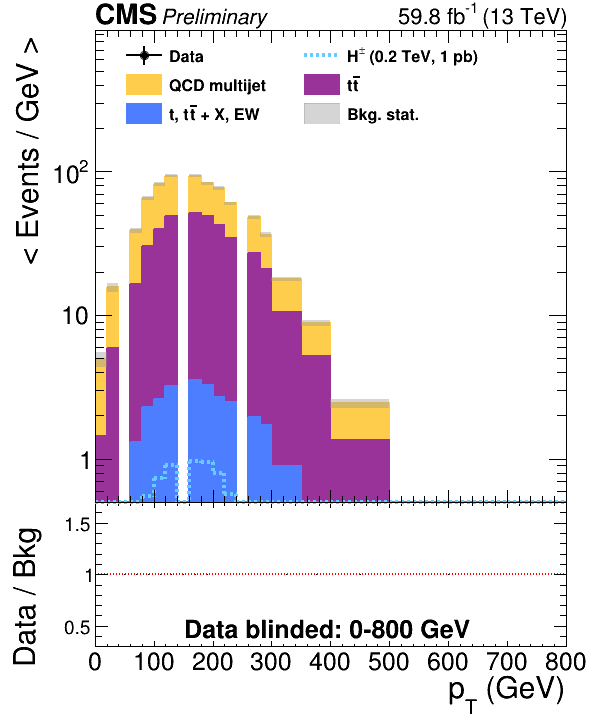 CMS Preliminary 59.8 fb⁻¹ (13 TeV)
Data H± (0.2 TeV, 1 pb)
QCD multijet tt̄
t, tt̄ + X, EW Bkg. stat.
< Events / GeV >
10²
10
1
Data / Bkg
1.5
1
0.5
Data blinded: 0-800 GeV
0 100 200 300 400 500 600 700 800
p_T (GeV)